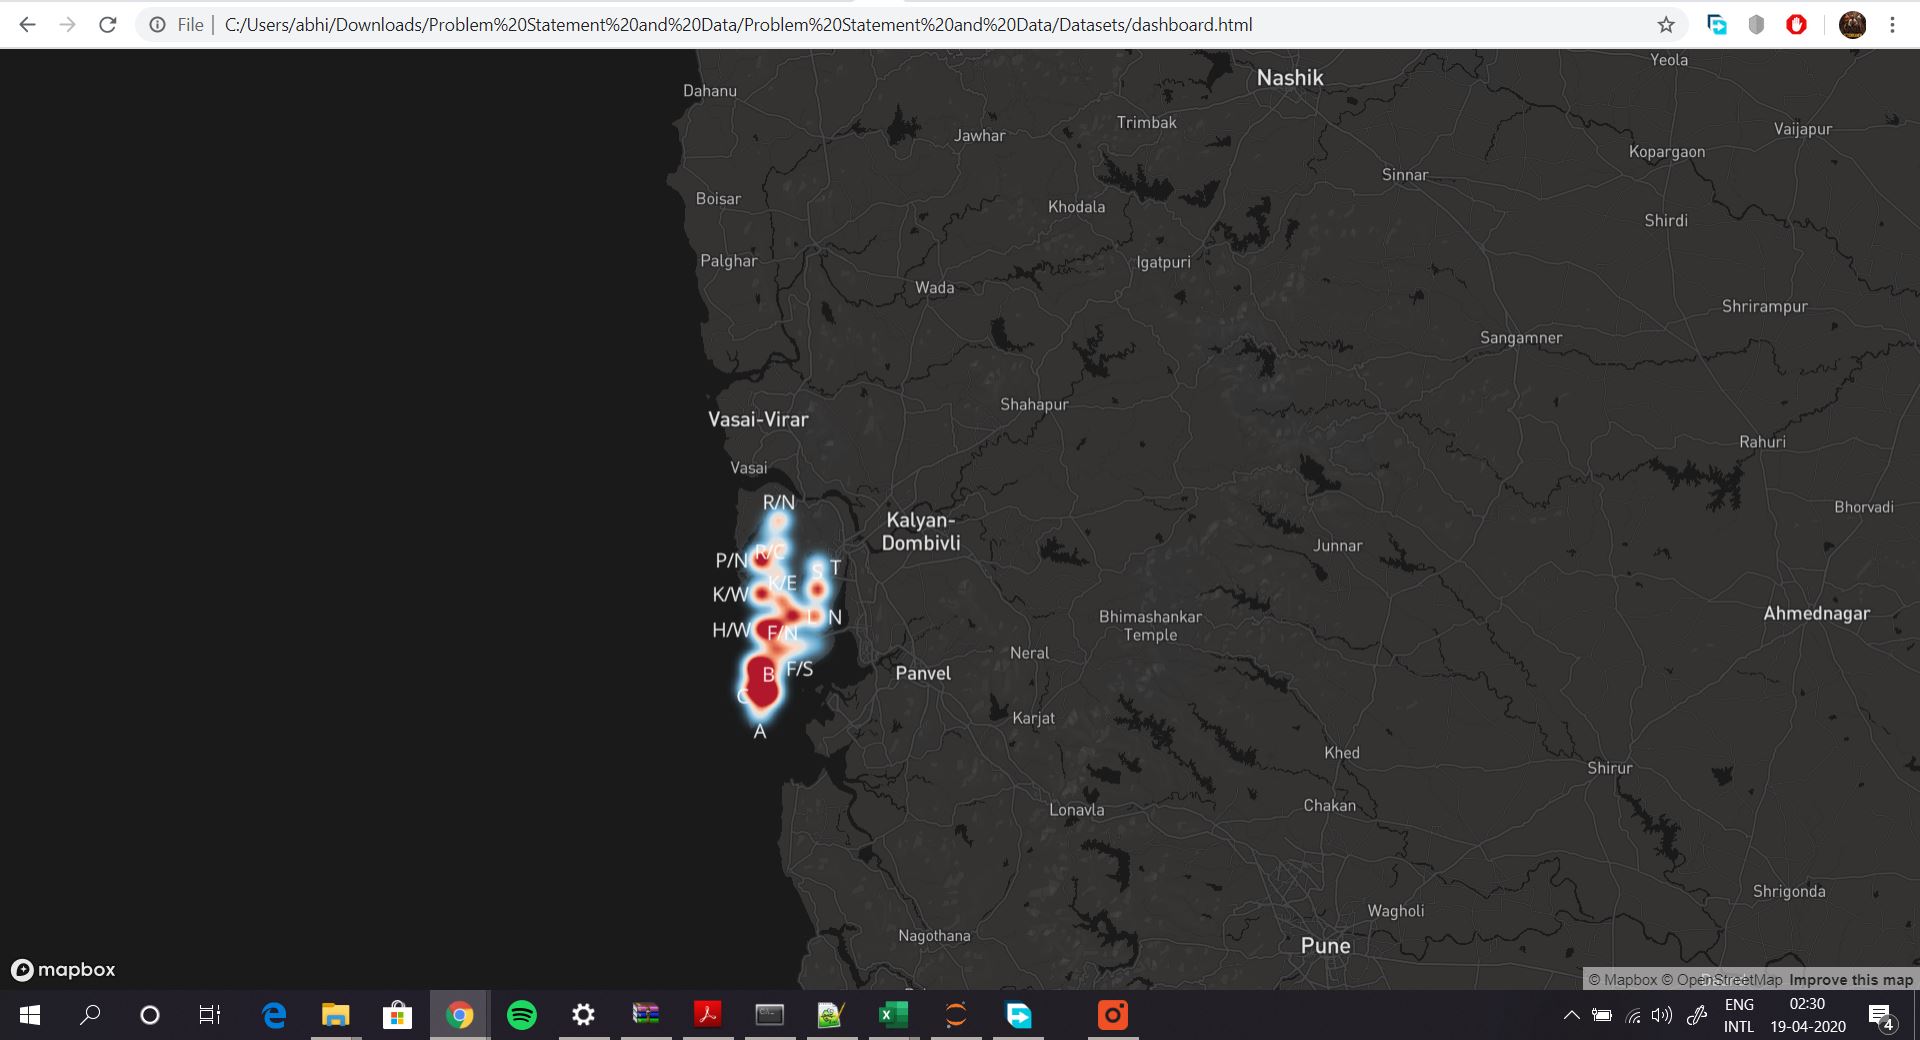 File | C:/Users/abhi/Downloads/Problem%20Statement%20and%20Data/Problem%20Statement%20and%20Data/Datasets/dashboard.html
Yeola
Nashik
Dahanu
Trimbak
Jawhar
Vaijapur
Kopargaon
Sinnar
Boisar
Khodala
Shirdi
Palghar
Igatpuri
Wada
Shrirampur
Sangamner
Shahapur
Vasai-Virar
Rahuri
Vasai
R/N
Bhorvadi
Kalyan-
Dombivli
Junnar
R/C
P/N
S
T
K/E
K/W
L
N
Bhimashankar
Temple
Ahmednagar
H/W
F/N
Neral
F/S
B
Panvel
C
Karjat
A
Khed
Shirur
Chakan
Lonavla
Shrigonda
Wagholi
Nagothana
Pune
mapbox
© Mapbox © OpenStreetMap Improve this map
ENG
INTL
02:30
19-04-2020
4